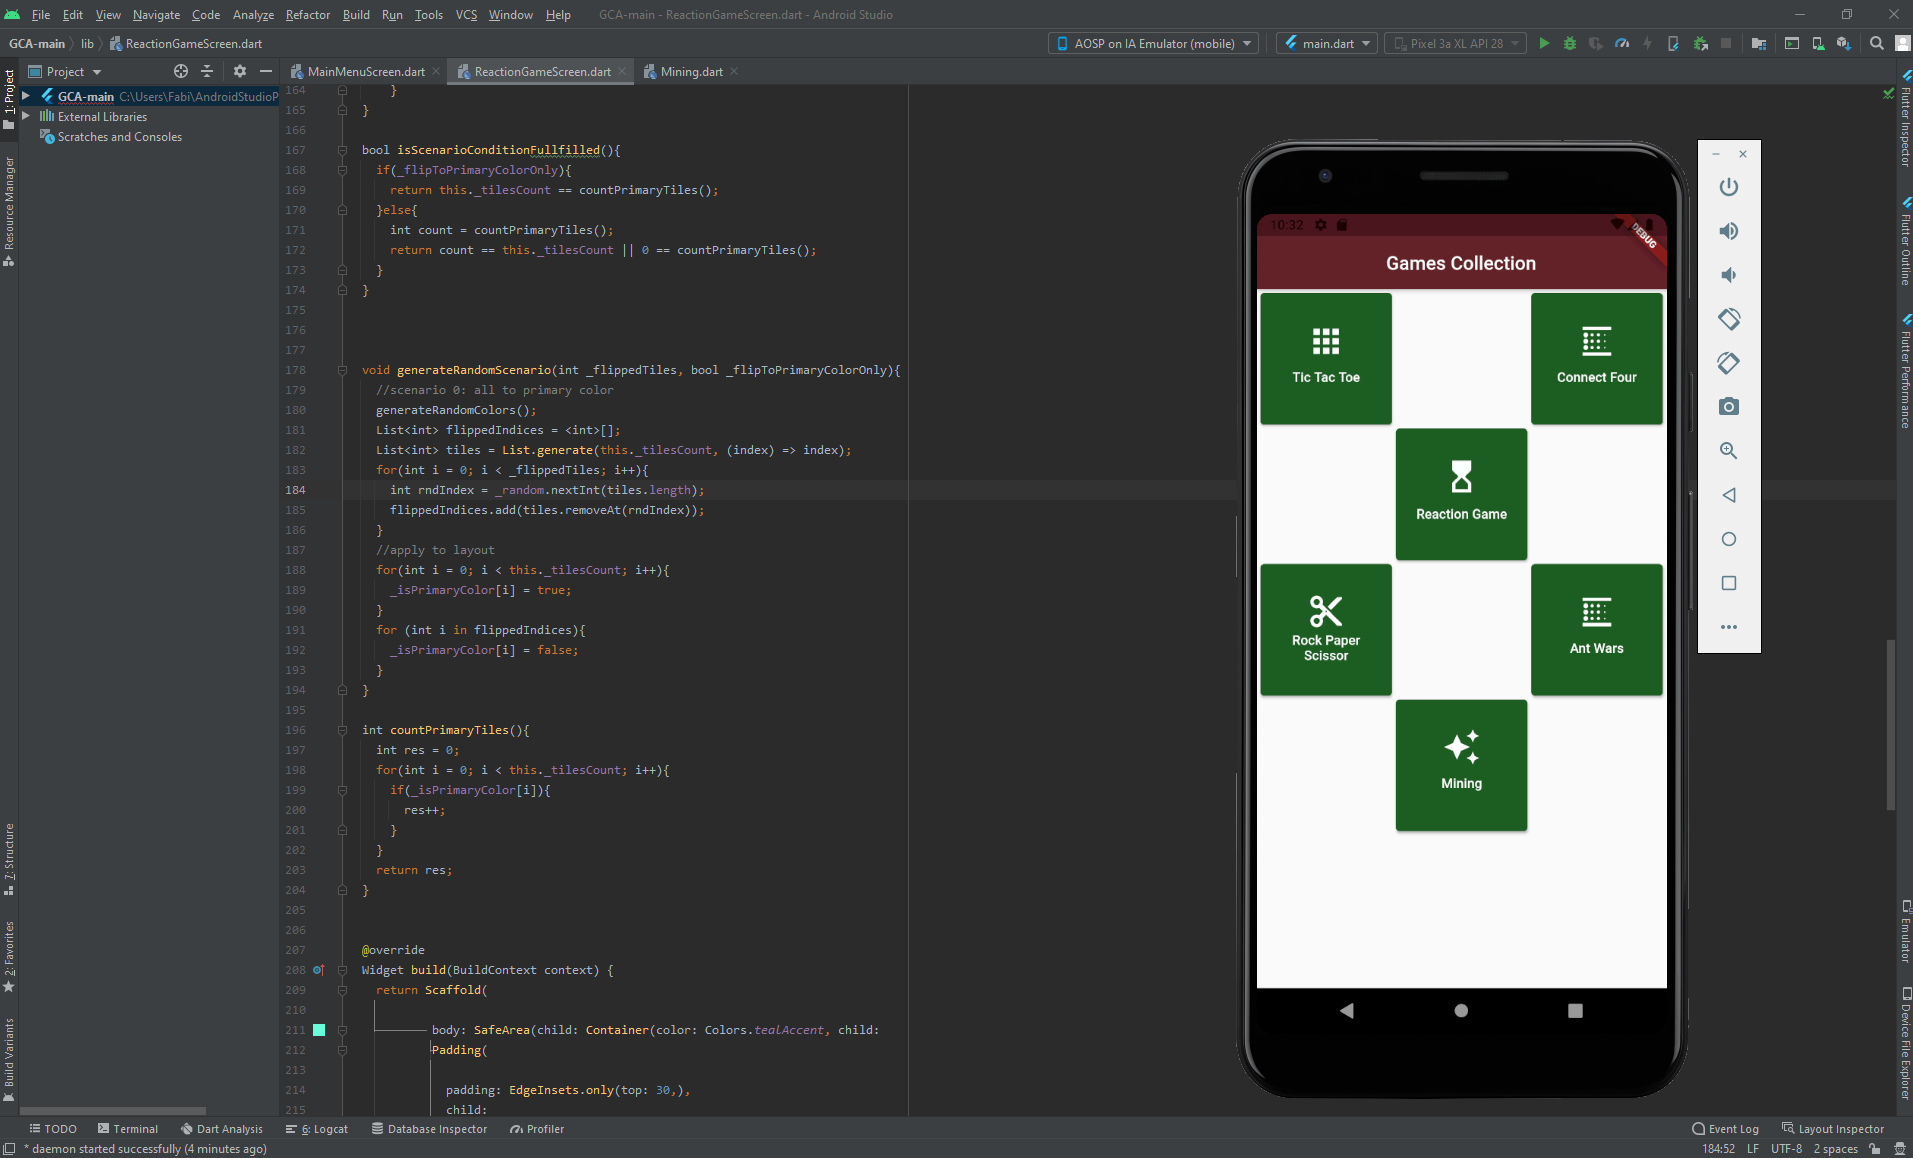 File Edit View Navigate Code Analyze Refactor Build Run Tools VCS Window Help GCA-main - ReactionGameScreen.dart - Android Studio
GCA-main lib ReactionGameScreen.dart
AOSP on IA Emulator (mobile) main.dart Pixel 3a XL API 28
Project
MainMenuScreen.dart ReactionGameScreen.dart Mining.dart
GCA-main C:\Users\Fabi\AndroidStudioP
External Libraries
Scratches and Consoles
1: Project
Resource Manager
7: Structure
2: Favorites
Build Variants
164 }
165 }
166
167 bool isScenarioConditionFullfilled(){
168 if(_flipToPrimaryColorOnly){
169 return this._tilesCount == countPrimaryTiles();
170 }else{
171 int count = countPrimaryTiles();
172 return count == this._tilesCount || 0 == countPrimaryTiles();
173 }
174 }
175
176
177
178 void generateRandomScenario(int _flippedTiles, bool _flipToPrimaryColorOnly){
179 //scenario 0: all to primary color
180 generateRandomColors();
181 List<int> flippedIndices = <int>[];
182 List<int> tiles = List.generate(this._tilesCount, (index) => index);
183 for(int i = 0; i < _flippedTiles; i++){
184 int rndIndex = _random.nextInt(tiles.length);
185 flippedIndices.add(tiles.removeAt(rndIndex));
186 }
187 //apply to layout
188 for(int i = 0; i < this._tilesCount; i++){
189 _isPrimaryColor[i] = true;
190 }
191 for (int i in flippedIndices){
192 _isPrimaryColor[i] = false;
193 }
194 }
195
196 int countPrimaryTiles(){
197 int res = 0;
198 for(int i = 0; i < this._tilesCount; i++){
199 if(_isPrimaryColor[i]){
200 res++;
201 }
202 }
203 return res;
204 }
205
206
207 @override
208 Widget build(BuildContext context) {
209 return Scaffold(
210
211 body: SafeArea(child: Container(color: Colors.tealAccent, child:
212 Padding(
213
214 padding: EdgeInsets.only(top: 30,),
215 child:
10:32
DEBUG
Games Collection
Tic Tac Toe
Connect Four
Reaction Game
Rock Paper
Scissor
Ant Wars
Mining
Flutter Inspector
Flutter Outline
Flutter Performance
Emulator
Device File Explorer
TODO Terminal Dart Analysis 6: Logcat Database Inspector Profiler Event Log Layout Inspector
* daemon started successfully (4 minutes ago) 184:52 LF UTF-8 2 spaces